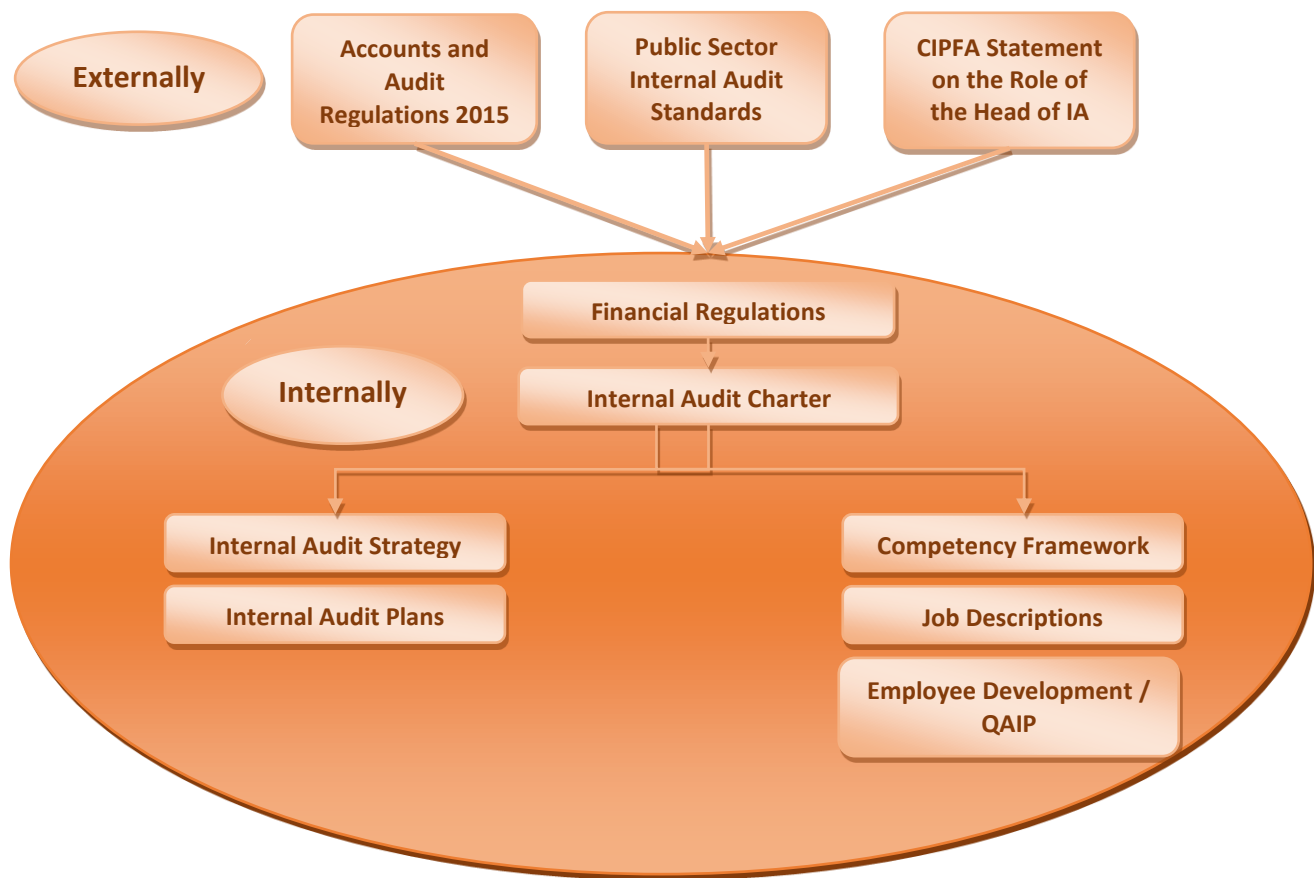 Externally
Accounts and
Audit
Regulations 2015
Public Sector
Internal Audit
Standards
CIPFA Statement
on the Role of
the Head of IA
Financial Regulations
Internally
Internal Audit Charter
Internal Audit Strategy
Internal Audit Plans
Competency Framework
Job Descriptions
Employee Development /
QAIP